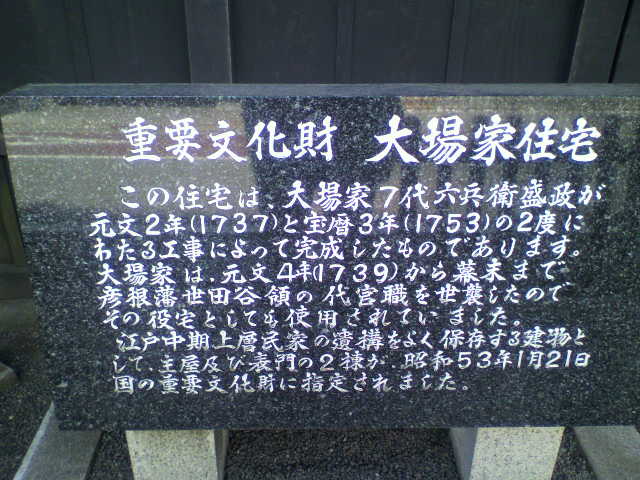 重要文化財 大場家住宅
この住宅は、大場家7代六兵衛盛政が
元文2年(1737)と宝暦3年(1753)の2度に
わたる工事によって完成したものであります。
大場家は、元文4年(1739)から幕末まで
彦根藩世田谷領の代官職を世襲したので
その役宅としても使用されていました。
江戸中期上層民家の遺構をよく保存する建物と
して、主屋及び表門の2棟が、昭和53年1月21日
国の重要文化財に指定されました。